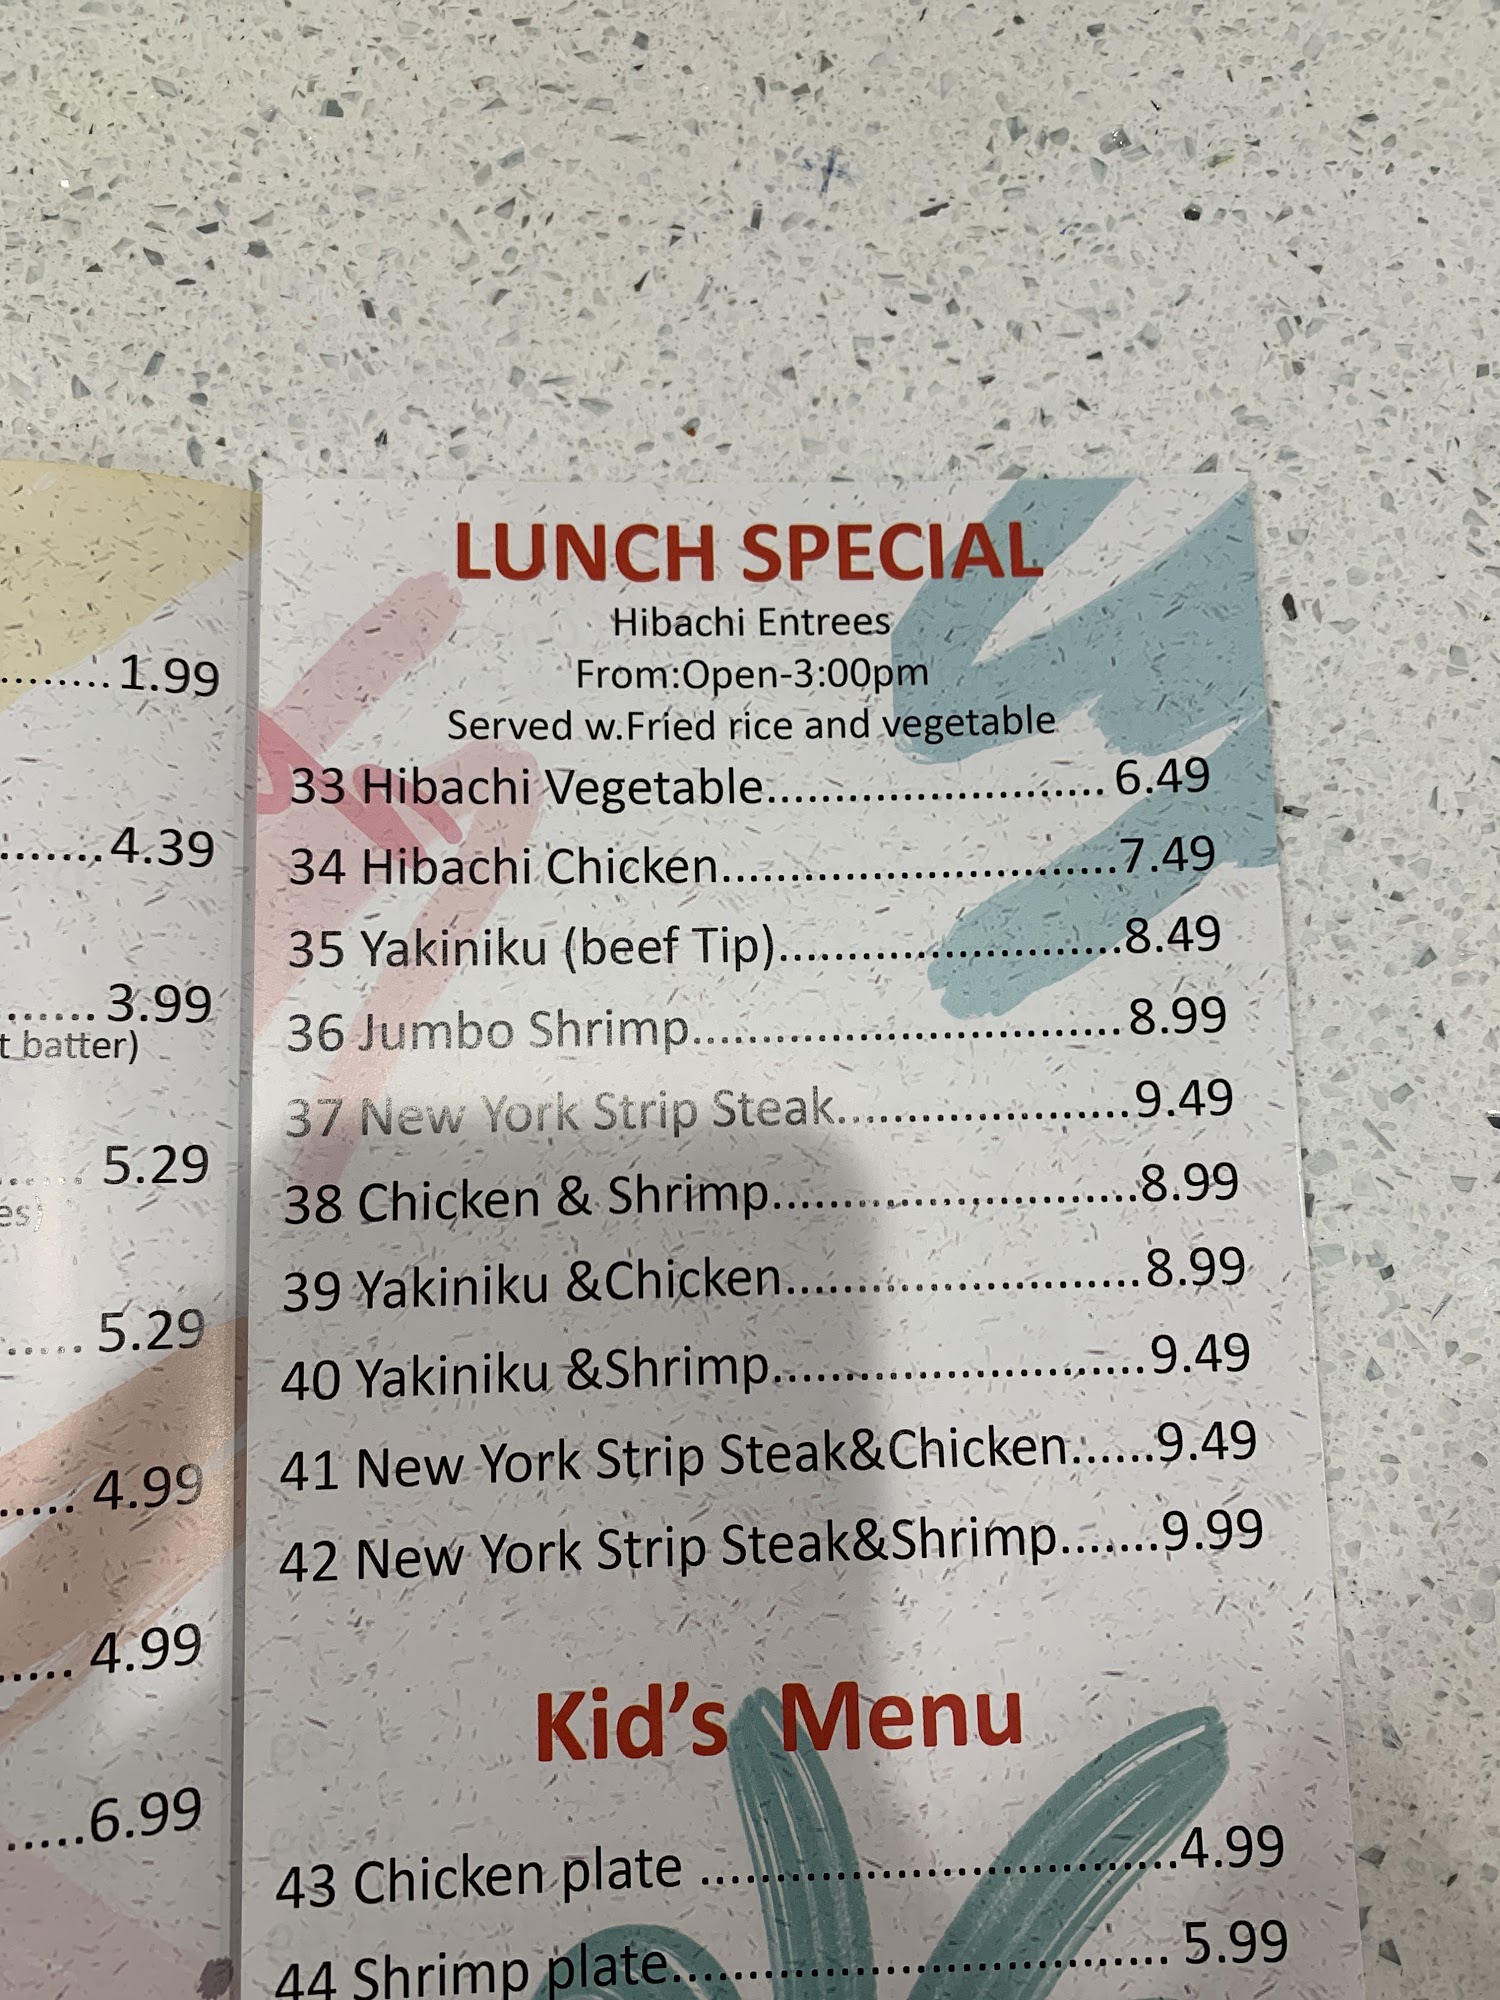 1.99
4.39
3.99
t batter)
5.29
es)
5.29
4.99
4.99
6.99
LUNCH SPECIAL
Hibachi Entrees
From:Open-3:00pm
Served w.Fried rice and vegetable
33 Hibachi Vegetable........................ 6.49
34 Hibachi Chicken............................7.49
35 Yakiniku (beef Tip)........................8.49
36 Jumbo Shrimp..............................8.99
37 New York Strip Steak.....................9.49
38 Chicken & Shrimp..........................8.99
39 Yakiniku &Chicken.........................8.99
40 Yakiniku &Shrimp..........................9.49
41 New York Strip Steak&Chicken......9.49
42 New York Strip Steak&Shrimp.......9.99
Kid's Menu
43 Chicken plate .................................4.99
44 Shrimp plate.................................. 5.99